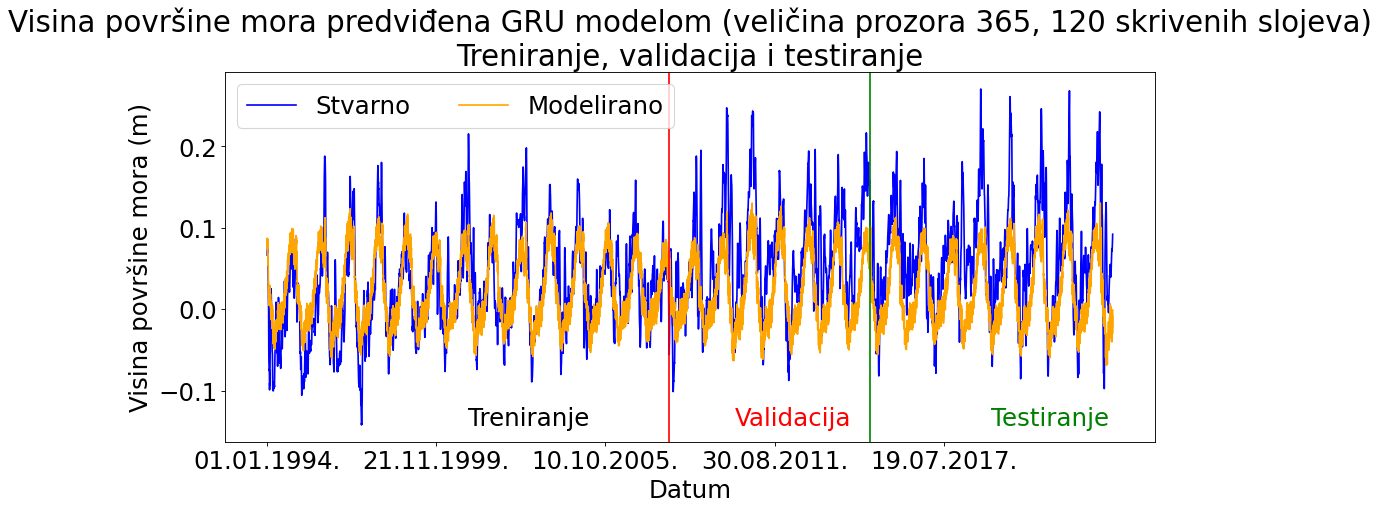 Visina površine mora predviđena GRU modelom (veličina prozora 365, 120 skrivenih slojeva)
Treniranje, validacija i testiranje
Stvarno
Modelirano
Visina površine mora (m)
0.2
0.1
0.0
−0.1
Treniranje
Validacija
Testiranje
01.01.1994.
21.11.1999.
10.10.2005.
30.08.2011.
19.07.2017.
Datum